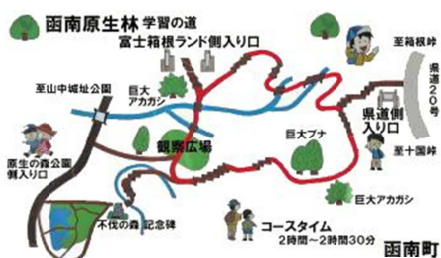 函南原生林 学習の道
富士箱根ランド側入り口
至箱根峠
県道20号
至山中城址公園
巨大
アカガシ
県道側
入り口
観察広場
巨大ブナ
原生の森公園
側入り口
至十国峠
不伐の森 記念碑
巨大アカガシ
コースタイム
2時間〜2時間30分
函南町